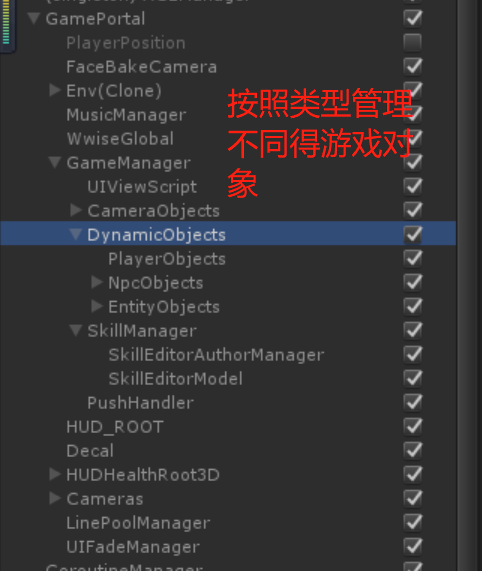 GamePortal
PlayerPosition
FaceBakeCamera
Env(Clone)
MusicManager
WwiseGlobal
GameManager
UIViewScript
CameraObjects
DynamicObjects
PlayerObjects
NpcObjects
EntityObjects
SkillManager
SkillEditorAuthorManager
SkillEditorModel
PushHandler
HUD_ROOT
Decal
HUDHealthRoot3D
Cameras
LinePoolManager
UIFadeManager
CoroutineManager
按照类型管理
不同得游戏对
象